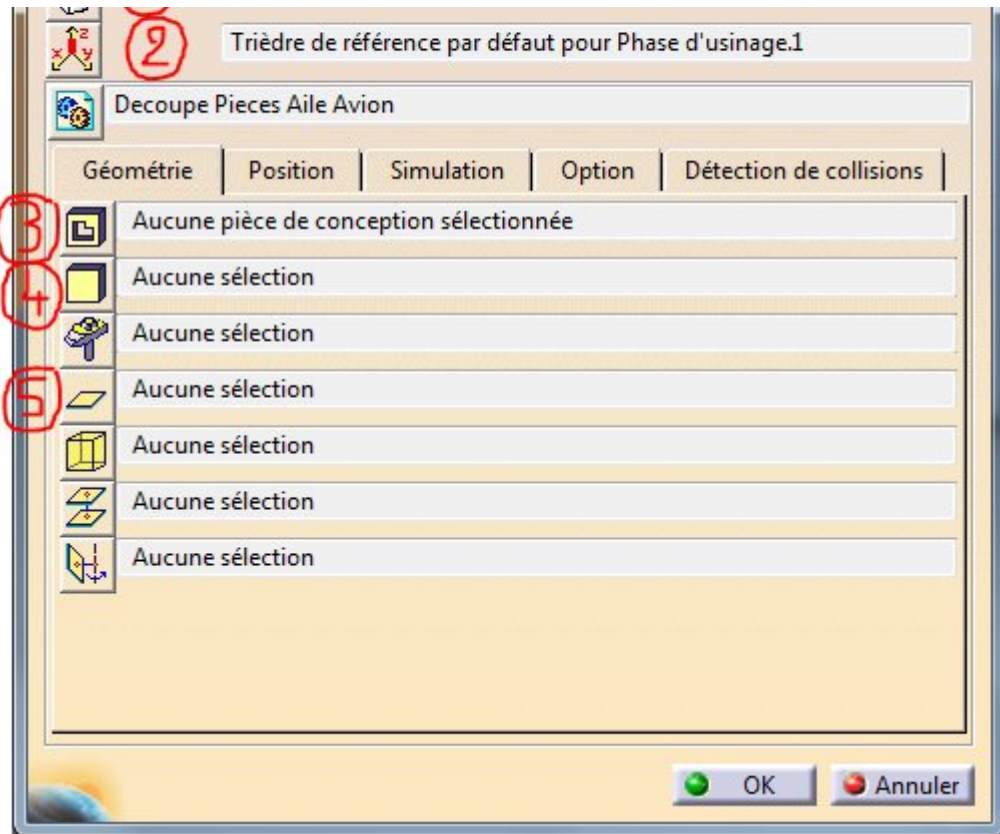 z
x y
2
Trièdre de référence par défaut pour Phase d'usinage.1
Decoupe Pieces Aile Avion
Géométrie Position Simulation Option Détection de collisions
3
Aucune pièce de conception sélectionnée
4
Aucune sélection
Aucune sélection
5
Aucune sélection
Aucune sélection
Aucune sélection
Aucune sélection
OK Annuler